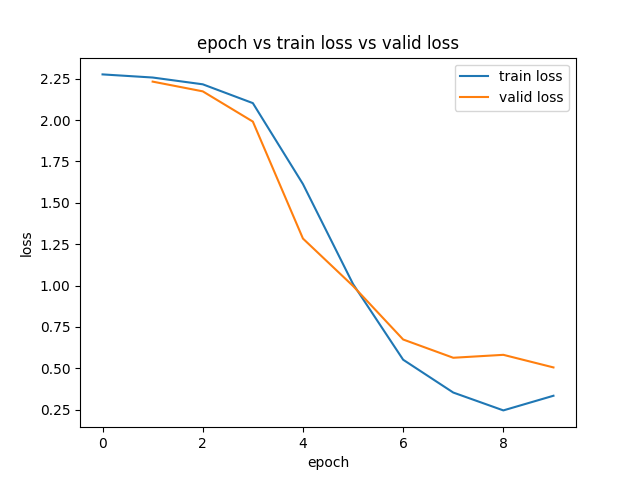 epoch vs train loss vs valid loss
train loss
valid loss
2.25
2.00
1.75
1.50
1.25
1.00
0.75
0.50
0.25
loss
0 2 4 6 8
epoch